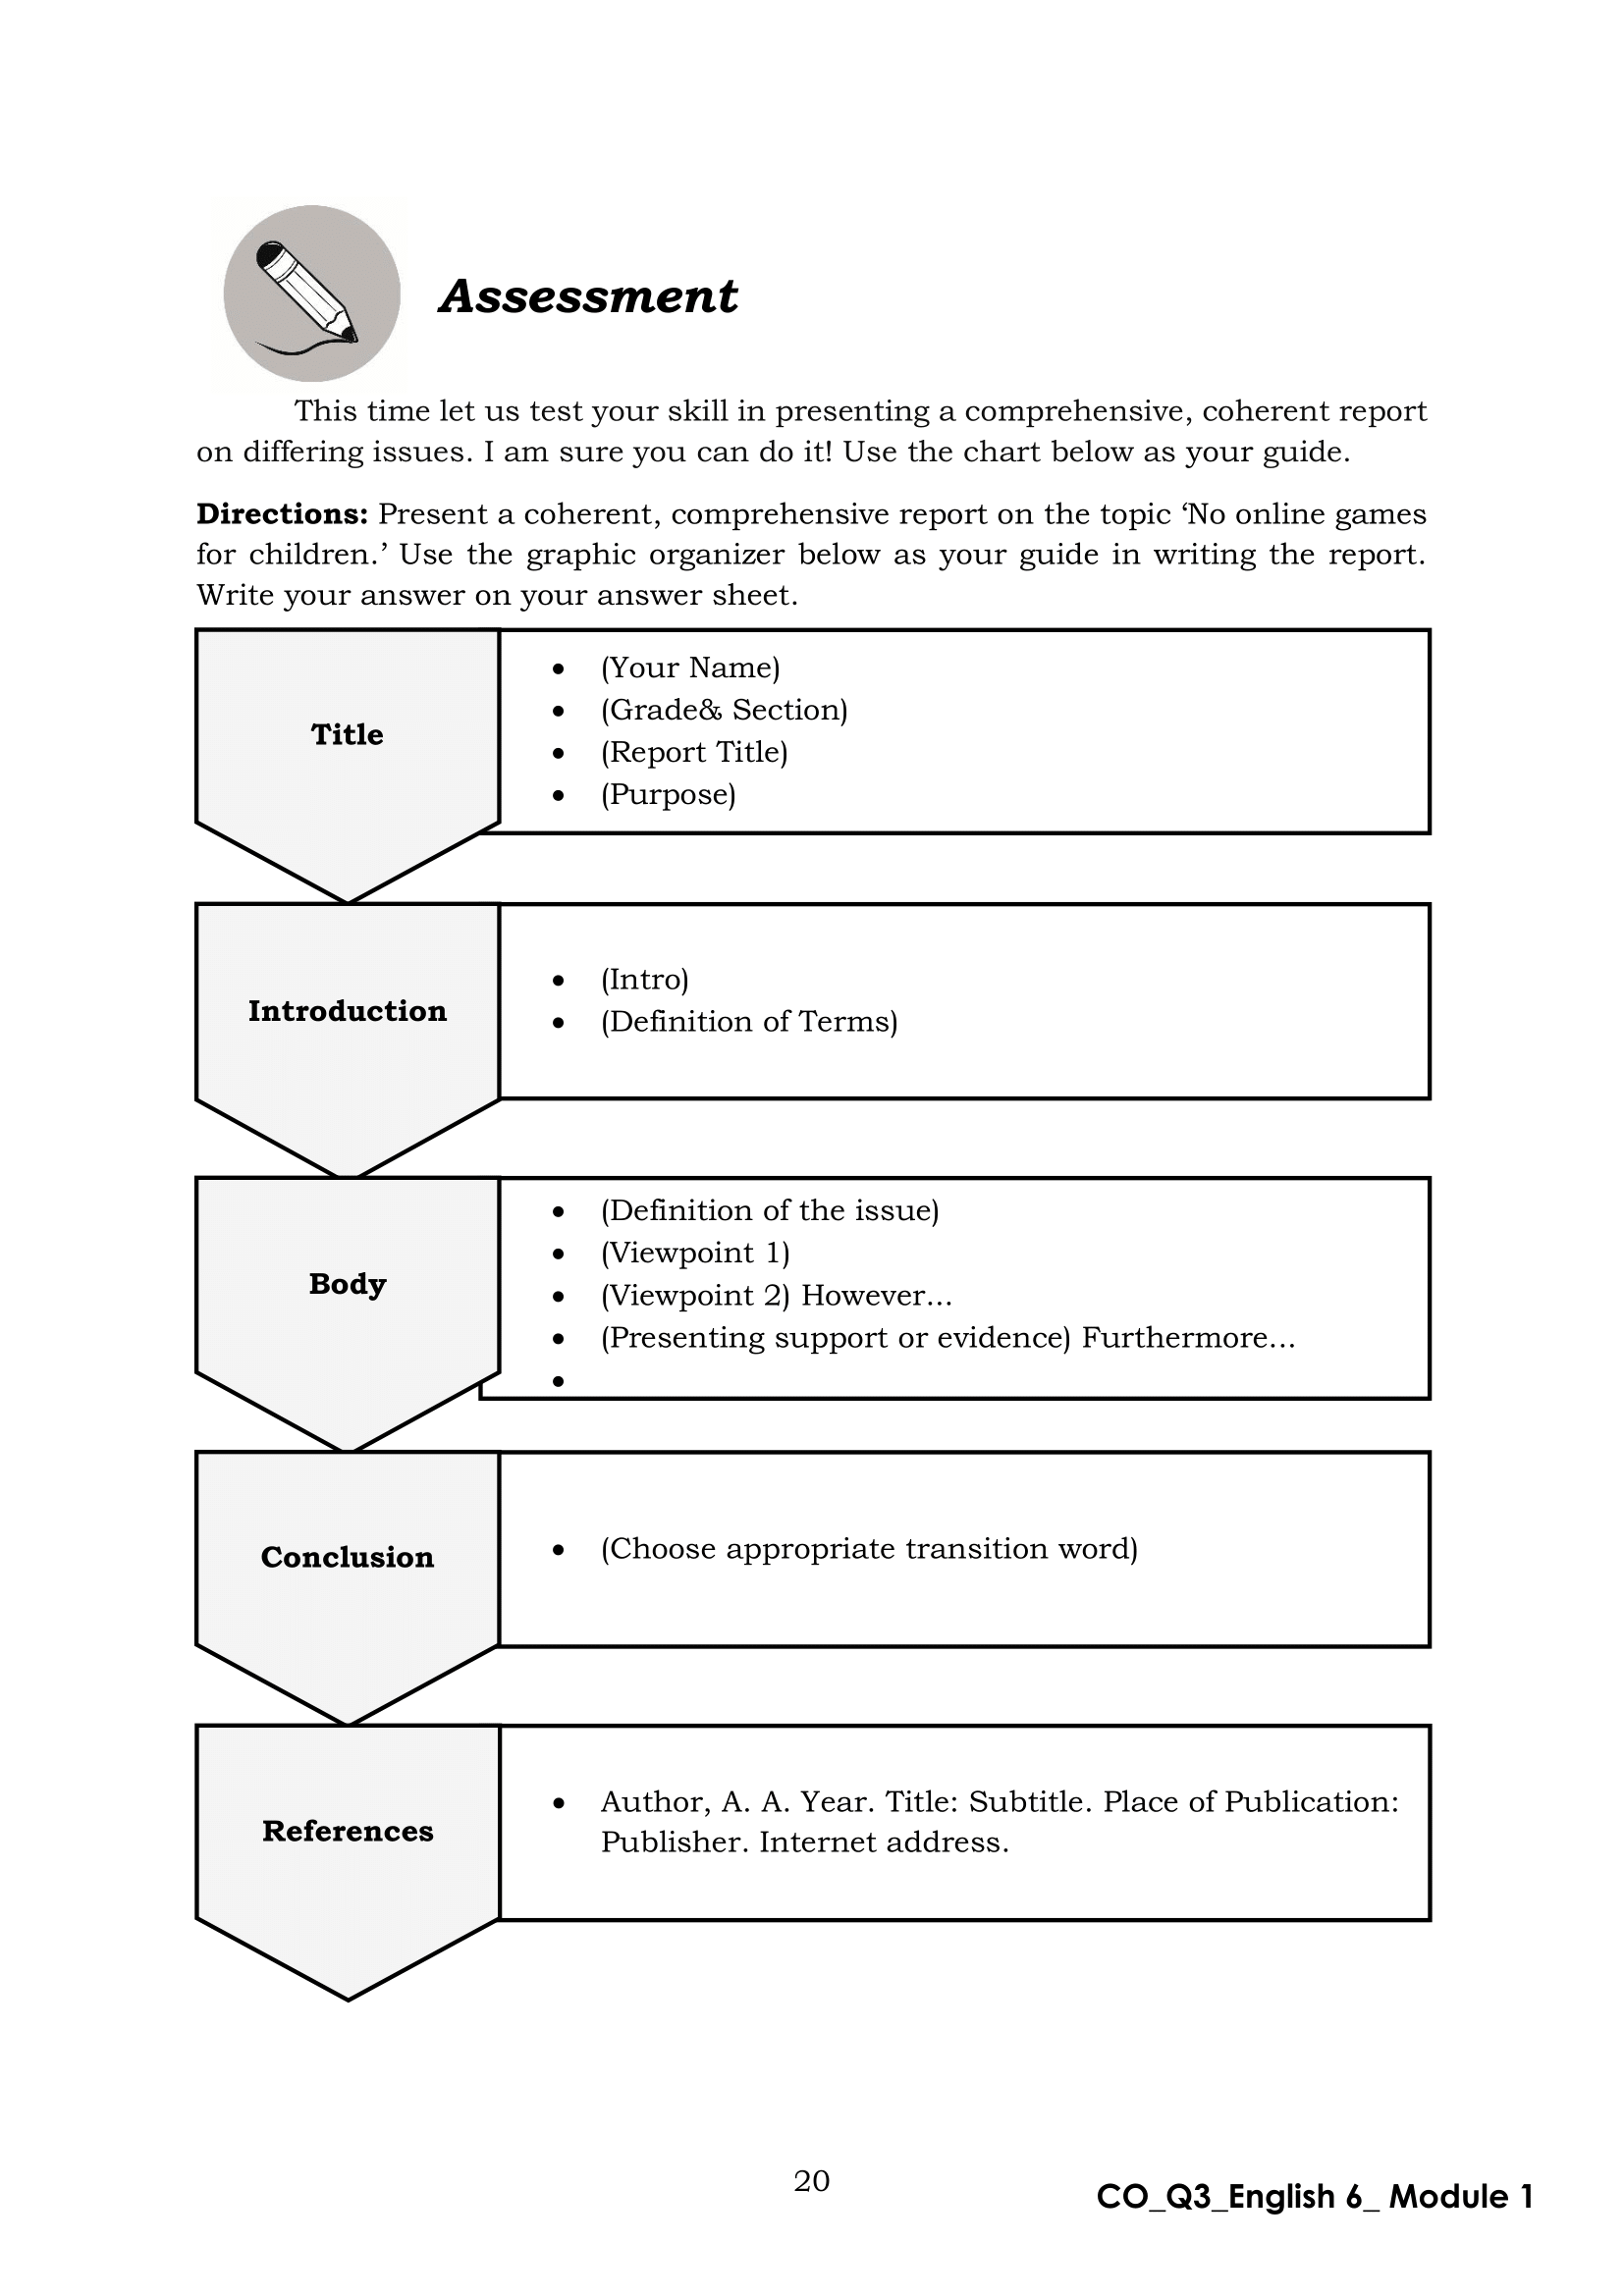 Assessment
This time let us test your skill in presenting a comprehensive, coherent report
on differing issues. I am sure you can do it! Use the chart below as your guide.
Directions: Present a coherent, comprehensive report on the topic ‘No online games
for children.’ Use the graphic organizer below as your guide in writing the report.
Write your answer on your answer sheet.
Title
• (Your Name)
• (Grade& Section)
• (Report Title)
• (Purpose)
Introduction
• (Intro)
• (Definition of Terms)
Body
• (Definition of the issue)
• (Viewpoint 1)
• (Viewpoint 2) However…
• (Presenting support or evidence) Furthermore…
•
Conclusion
• (Choose appropriate transition word)
References
• Author, A. A. Year. Title: Subtitle. Place of Publication:
Publisher. Internet address.
20
CO_Q3_English 6_ Module 1